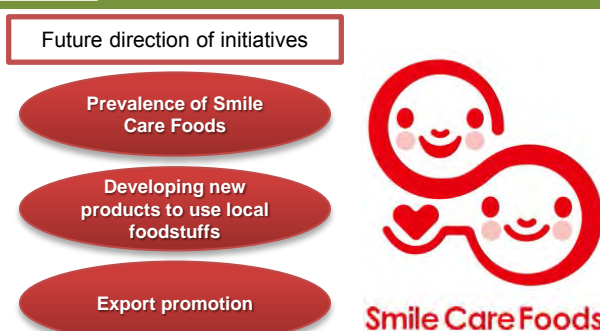 Future direction of initiatives
Prevalence of Smile
Care Foods
Developing new
products to use local
foodstuffs
Export promotion
Smile Care Foods